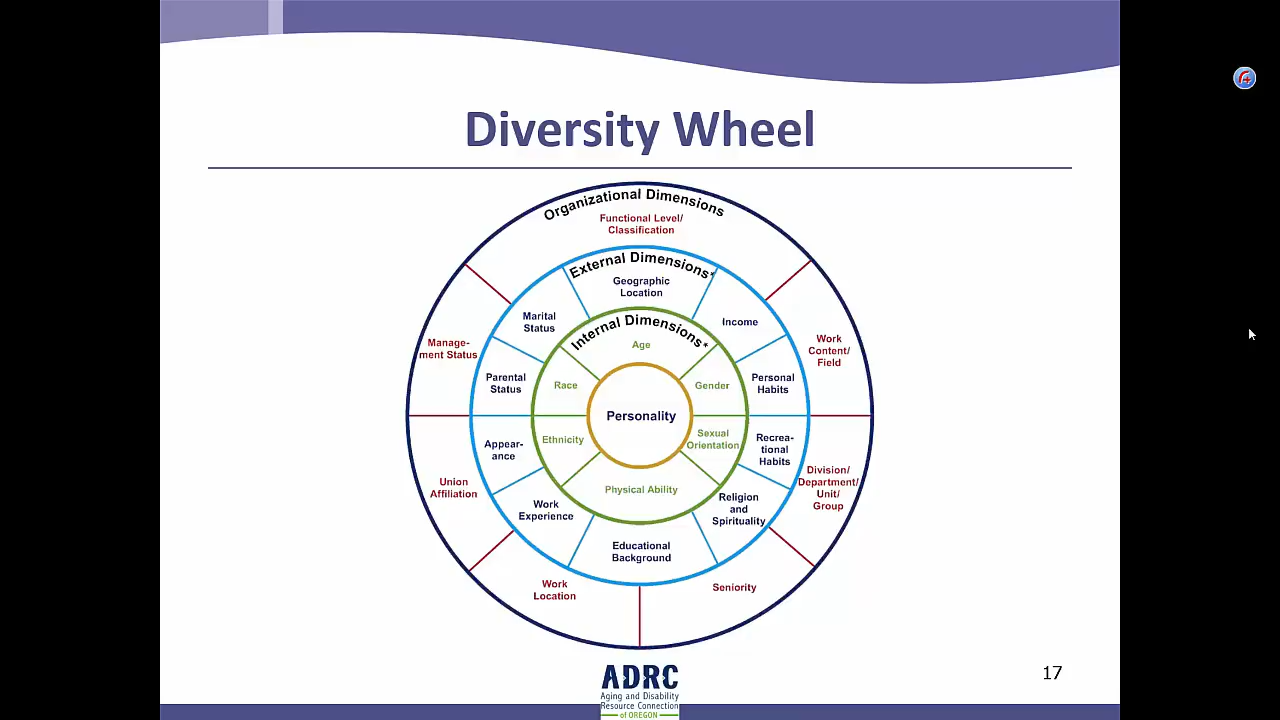 Diversity Wheel
Organizational Dimensions
Functional Level/
Classification
External Dimensions*
Geographic
Location
Marital
Status
Income
Internal Dimensions*
Age
Manage-
ment Status
Work
Content/
Field
Parental
Status
Race
Gender
Personal
Habits
Personality
Appear-
ance
Ethnicity
Sexual
Orientation
Recrea-
tional
Habits
Union
Affiliation
Physical Ability
Division/
Department/
Unit/
Group
Work
Experience
Religion
and
Spirituality
Educational
Background
Work
Location
Seniority
ADRC
Aging and Disability
Resource Connection
of OREGON
17